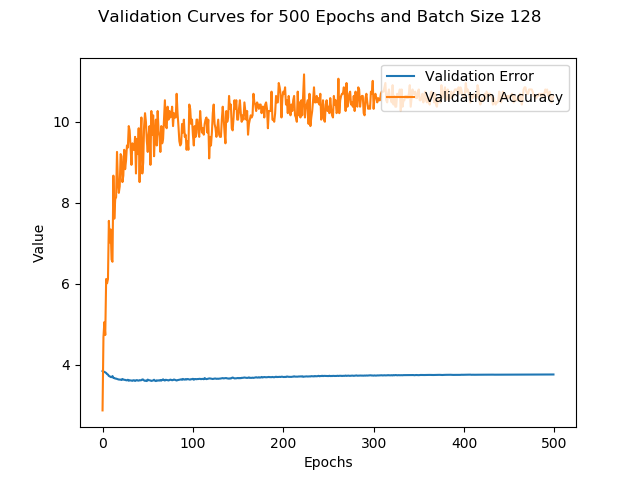 Validation Curves for 500 Epochs and Batch Size 128
Validation Error
Validation Accuracy
10
8
6
4
Value
0
100
200
300
400
500
Epochs